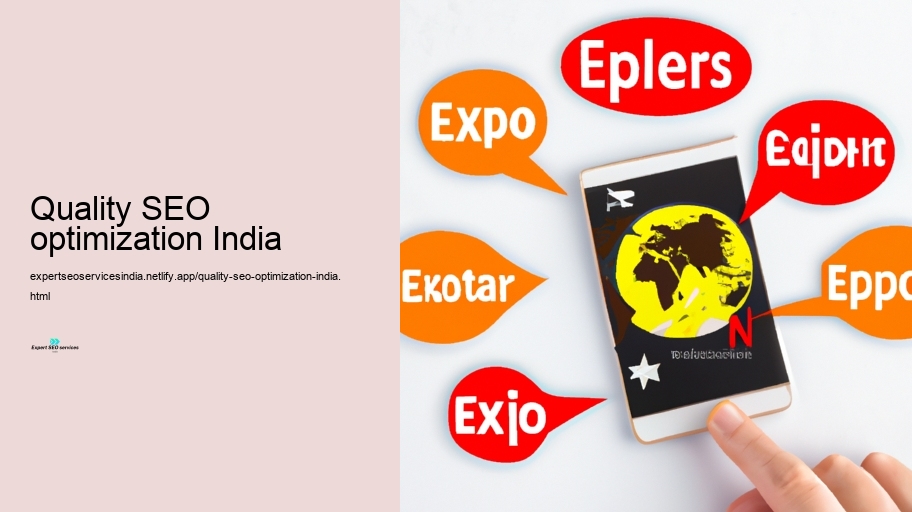 Quality SEO
optimization India
expertseoservicesindia.netlify.app/quality-seo-optimization-india.
html
Expert SEO services
Eplers
Expo
Ekotar
Eppo
Exjo
N